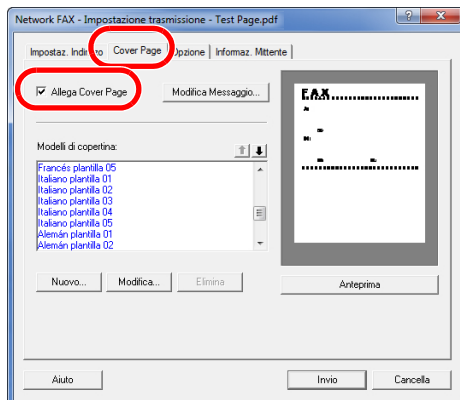 Network FAX - Impostazione trasmissione - Test Page.pdf
Impostaz. Indirizzo Cover Page Opzione Informaz. Mittente
Allega Cover Page
Modifica Messaggio...
FAX
Modelli di copertina:
Francés plantilla 05
Italiano plantilla 01
Italiano plantilla 02
Italiano plantilla 03
Italiano plantilla 04
Italiano plantilla 05
Alemán plantilla 01
Alemán plantilla 02
Nuovo... Modifica... Elimina
Anteprima
Aiuto Invio Cancella